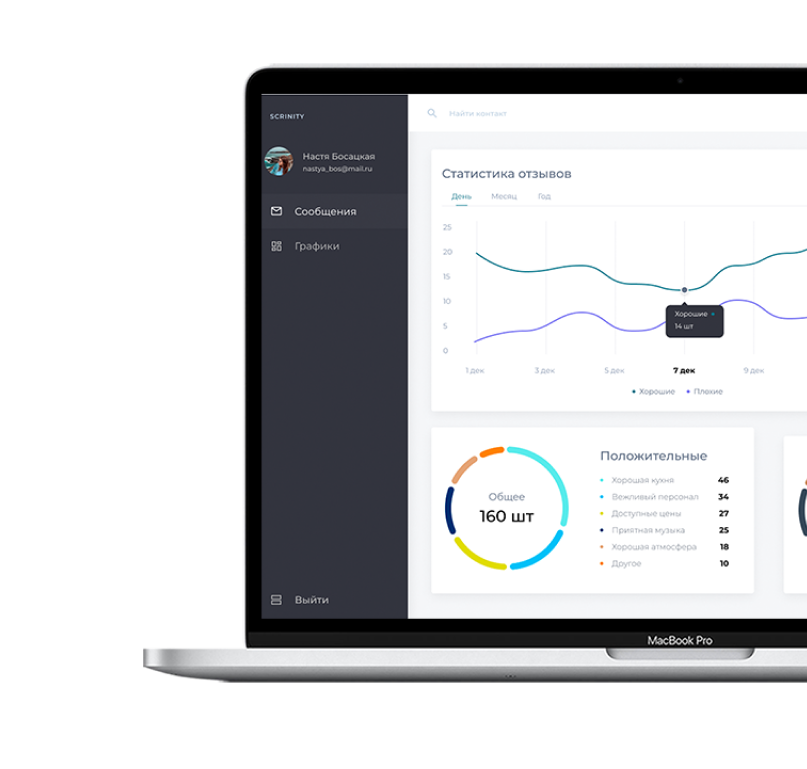 SCRINITY
Найти контакт
Настя Босацкая
nastya_bos@mail.ru
Сообщения
Графики
Выйти
Статистика отзывов
День Месяц Год
25
20
15
10
5
0
Хорошие
14 шт
1 дек 3 дек 5 дек 7 дек 9 дек
Хорошие Плохие
Общее
160 шт
Положительные
Хорошая кухня 46
Вежливый персонал 34
Доступные цены 27
Приятная музыка 25
Хорошая атмосфера 18
Другое 10
MacBook Pro